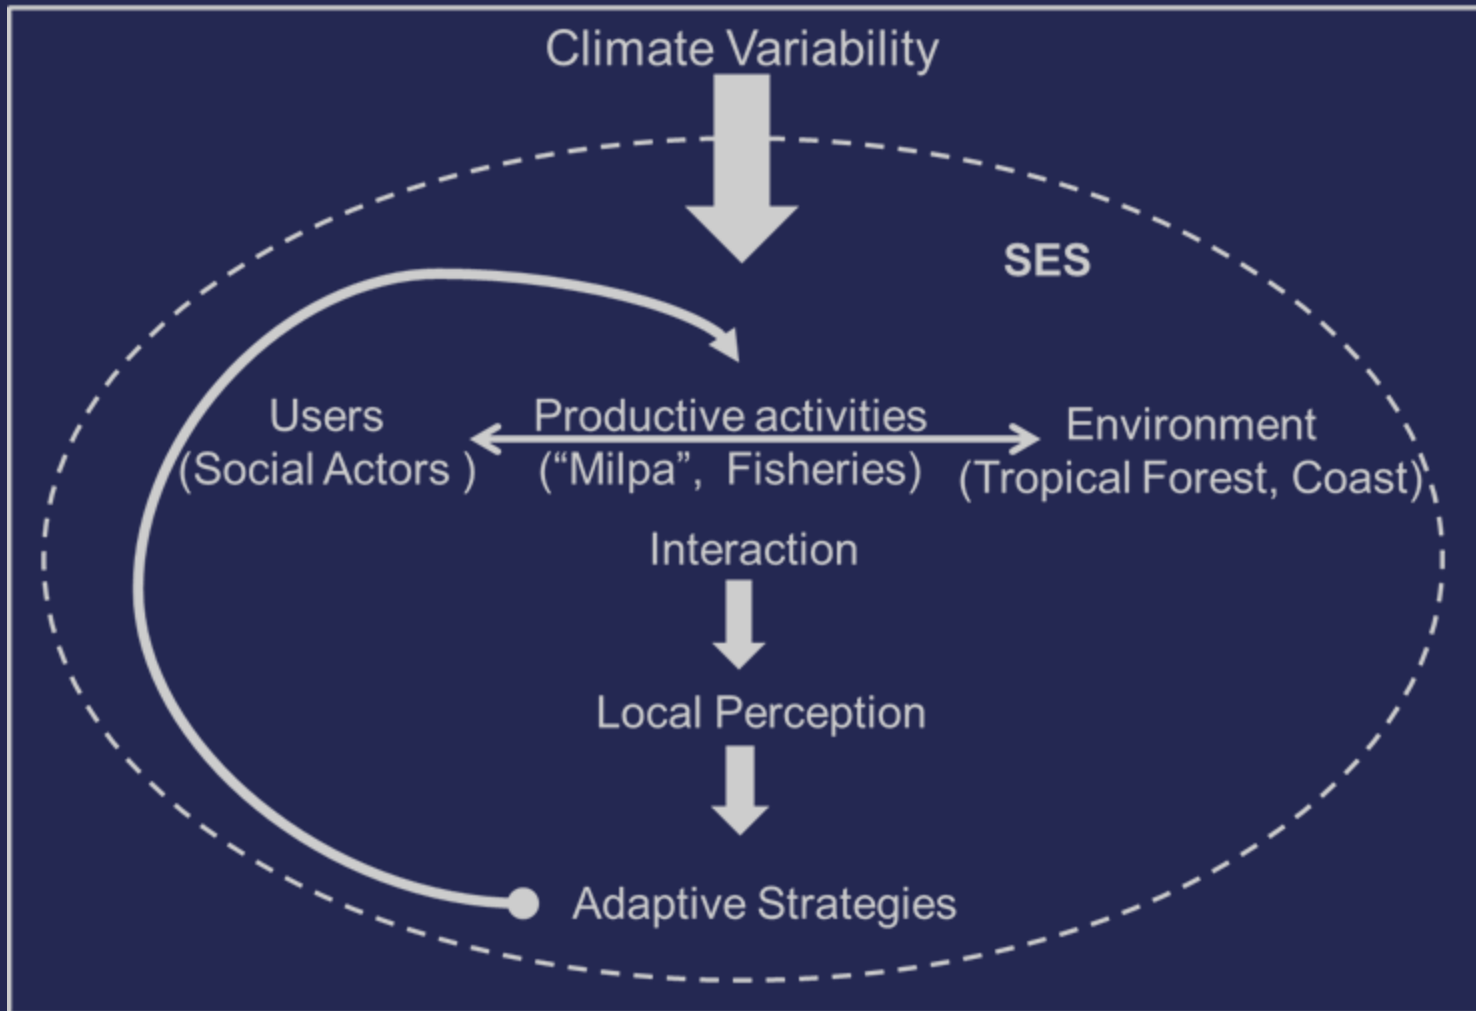 Climate Variability
SES
Users
(Social Actors )
Productive activities
(“Milpa”, Fisheries)
Environment
(Tropical Forest, Coast)
Interaction
Local Perception
Adaptive Strategies